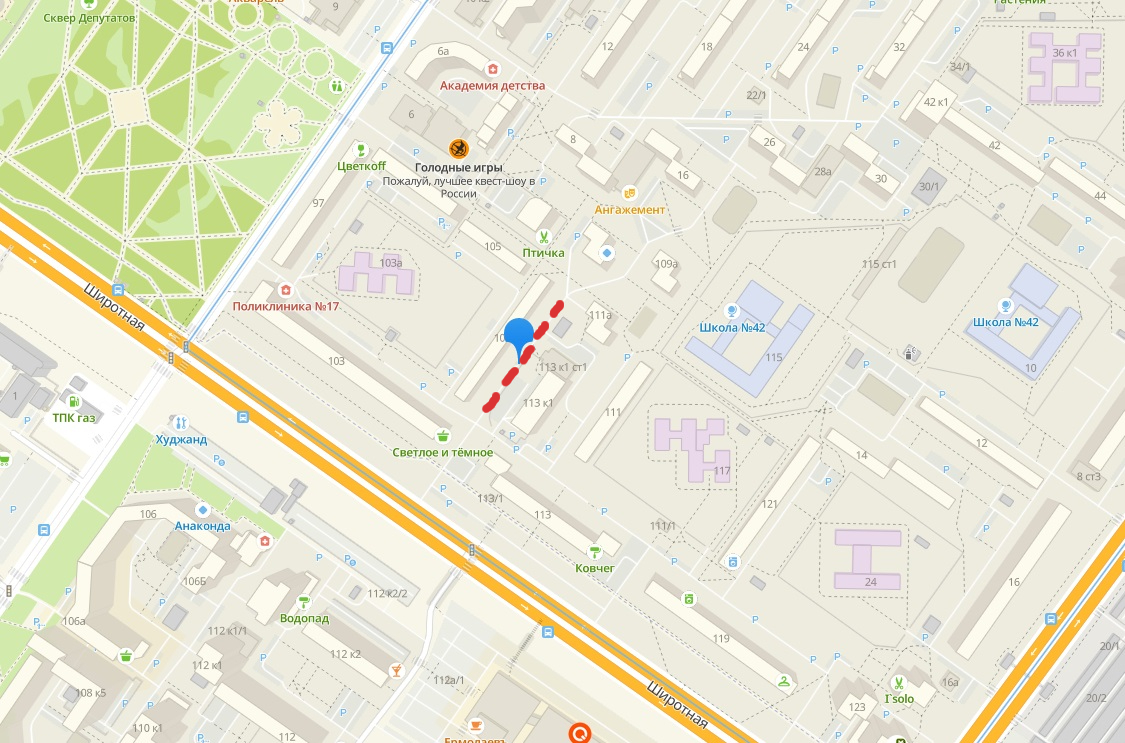 Сквер Депутатов
9
6а
12
18
24
32
34/1
36 к1
Академия детства
22/1
42 к1
6
8
26
42
Цветкоff
Голодные игры
Пожалуй, лучшее квест-шоу в
России
16
28а
30
30/1
44
97
Ангажемент
105
Птичка
103а
109а
115 ст1
Поликлиника №17
Широтная
111а
Школа №42
Школа №42
103
115
10
113 к1 ст1
1
ТПК газ
113 к1
111
Худжанд
Светлое и тёмное
14
12
117
8 ст3
113/1
113
121
106
Анаконда
111/1
Ковчег
106Б
24
16
112 к2/2
106а
Водопад
112 к1/1
119
112 к2
20/1
112 к1
112а/1
16а
108 к5
I'solo
Широтная
123
20/2
110 к1
112
Ермолаевъ